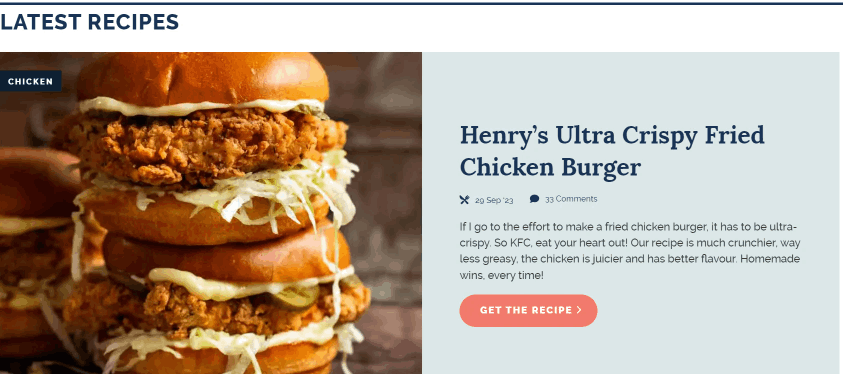 LATEST RECIPES
CHICKEN
Henry's Ultra Crispy Fried
Chicken Burger
29 Sep '23
33 Comments
If I go to the effort to make a fried chicken burger, it has to be ultra-
crispy. So KFC, eat your heart out! Our recipe is much crunchier, way
less greasy, the chicken is juicier and has better flavour. Homemade
wins, every time!
GET THE RECIPE >